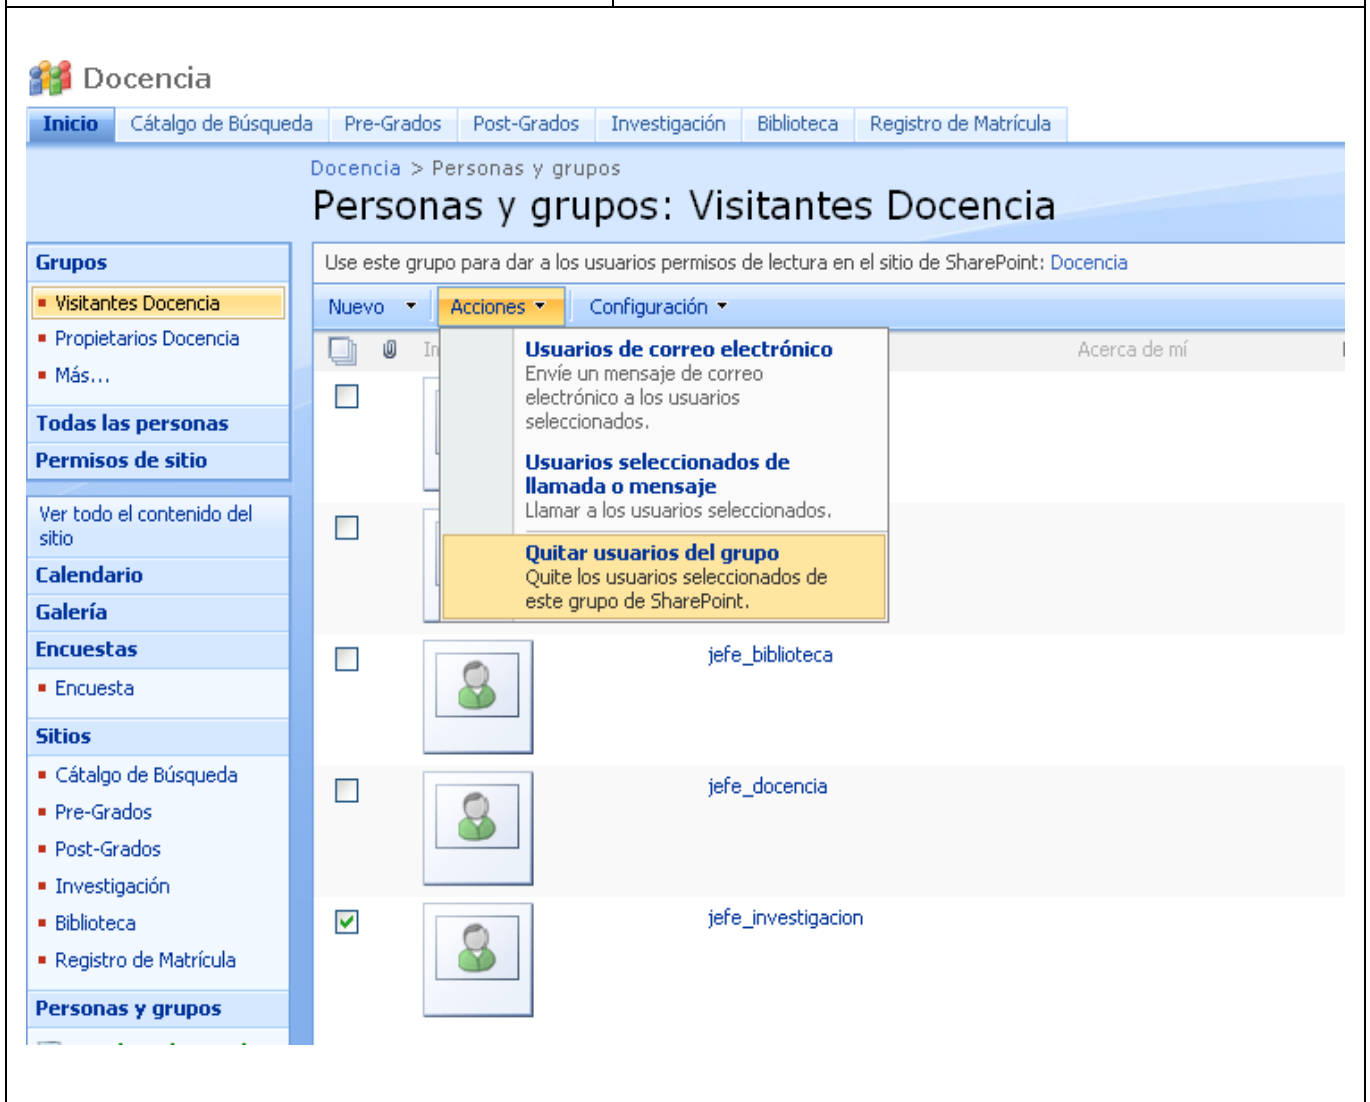 Docencia
Inicio Cátalgo de Búsqueda Pre-Grados Post-Grados Investigación Biblioteca Registro de Matrícula
Docencia > Personas y grupos
Personas y grupos: Visitantes Docencia
Grupos
Visitantes Docencia
Propietarios Docencia
Más...
Todas las personas
Permisos de sitio
Ver todo el contenido del
sitio
Calendario
Galería
Encuestas
Encuesta
Sitios
Cátalgo de Búsqueda
Pre-Grados
Post-Grados
Investigación
Biblioteca
Registro de Matrícula
Personas y grupos
Use este grupo para dar a los usuarios permisos de lectura en el sitio de SharePoint: Docencia
Nuevo Acciones Configuración
Acerca de mí
Usuarios de correo electrónico
Envíe un mensaje de correo
electrónico a los usuarios
seleccionados.
Usuarios seleccionados de
llamada o mensaje
Llamar a los usuarios seleccionados.
Quitar usuarios del grupo
Quite los usuarios seleccionados de
este grupo de SharePoint.
jefe_biblioteca
jefe_docencia
jefe_investigacion